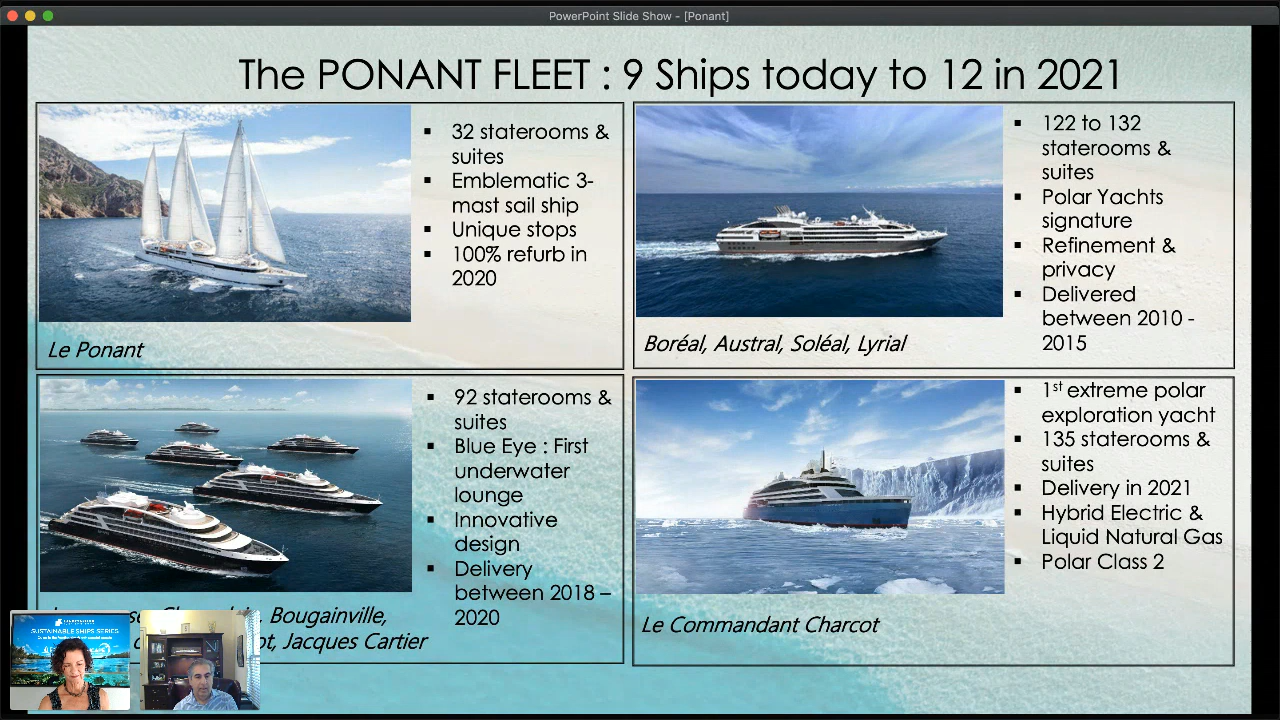 PowerPoint Slide Show - [Ponant]
The PONANT FLEET : 9 Ships today to 12 in 2021
▪ 32 staterooms &
suites
▪ Emblematic 3-
mast sail ship
▪ Unique stops
▪ 100% refurb in
2020
Le Ponant
▪ 122 to 132
staterooms &
suites
▪ Polar Yachts
signature
▪ Refinement &
privacy
▪ Delivered
between 2010 -
2015
Boréal, Austral, Soléal, Lyrial
▪ 92 staterooms &
suites
▪ Blue Eye : First
underwater
lounge
▪ Innovative
design
▪ Delivery
between 2018 –
2020
Bougainville,
Jacques Cartier
▪ 1st extreme polar
exploration yacht
▪ 135 staterooms &
suites
▪ Delivery in 2021
▪ Hybrid Electric &
Liquid Natural Gas
▪ Polar Class 2
Le Commandant Charcot
SUSTAINABLE SHIPS SERIES